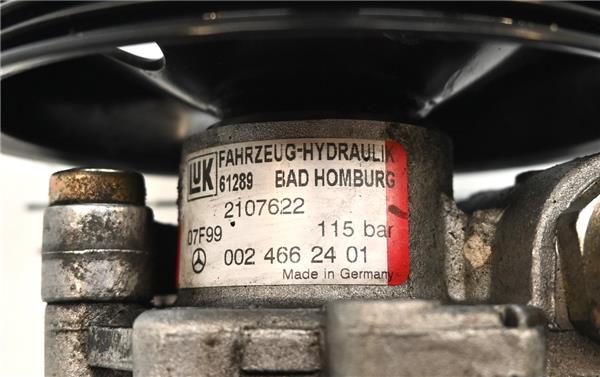 LUK FAHRZEUG-HYDRAULIK
61289 BAD HOMBURG
2107622
07F99 115 bar
002 466 24 01
Made in Germany